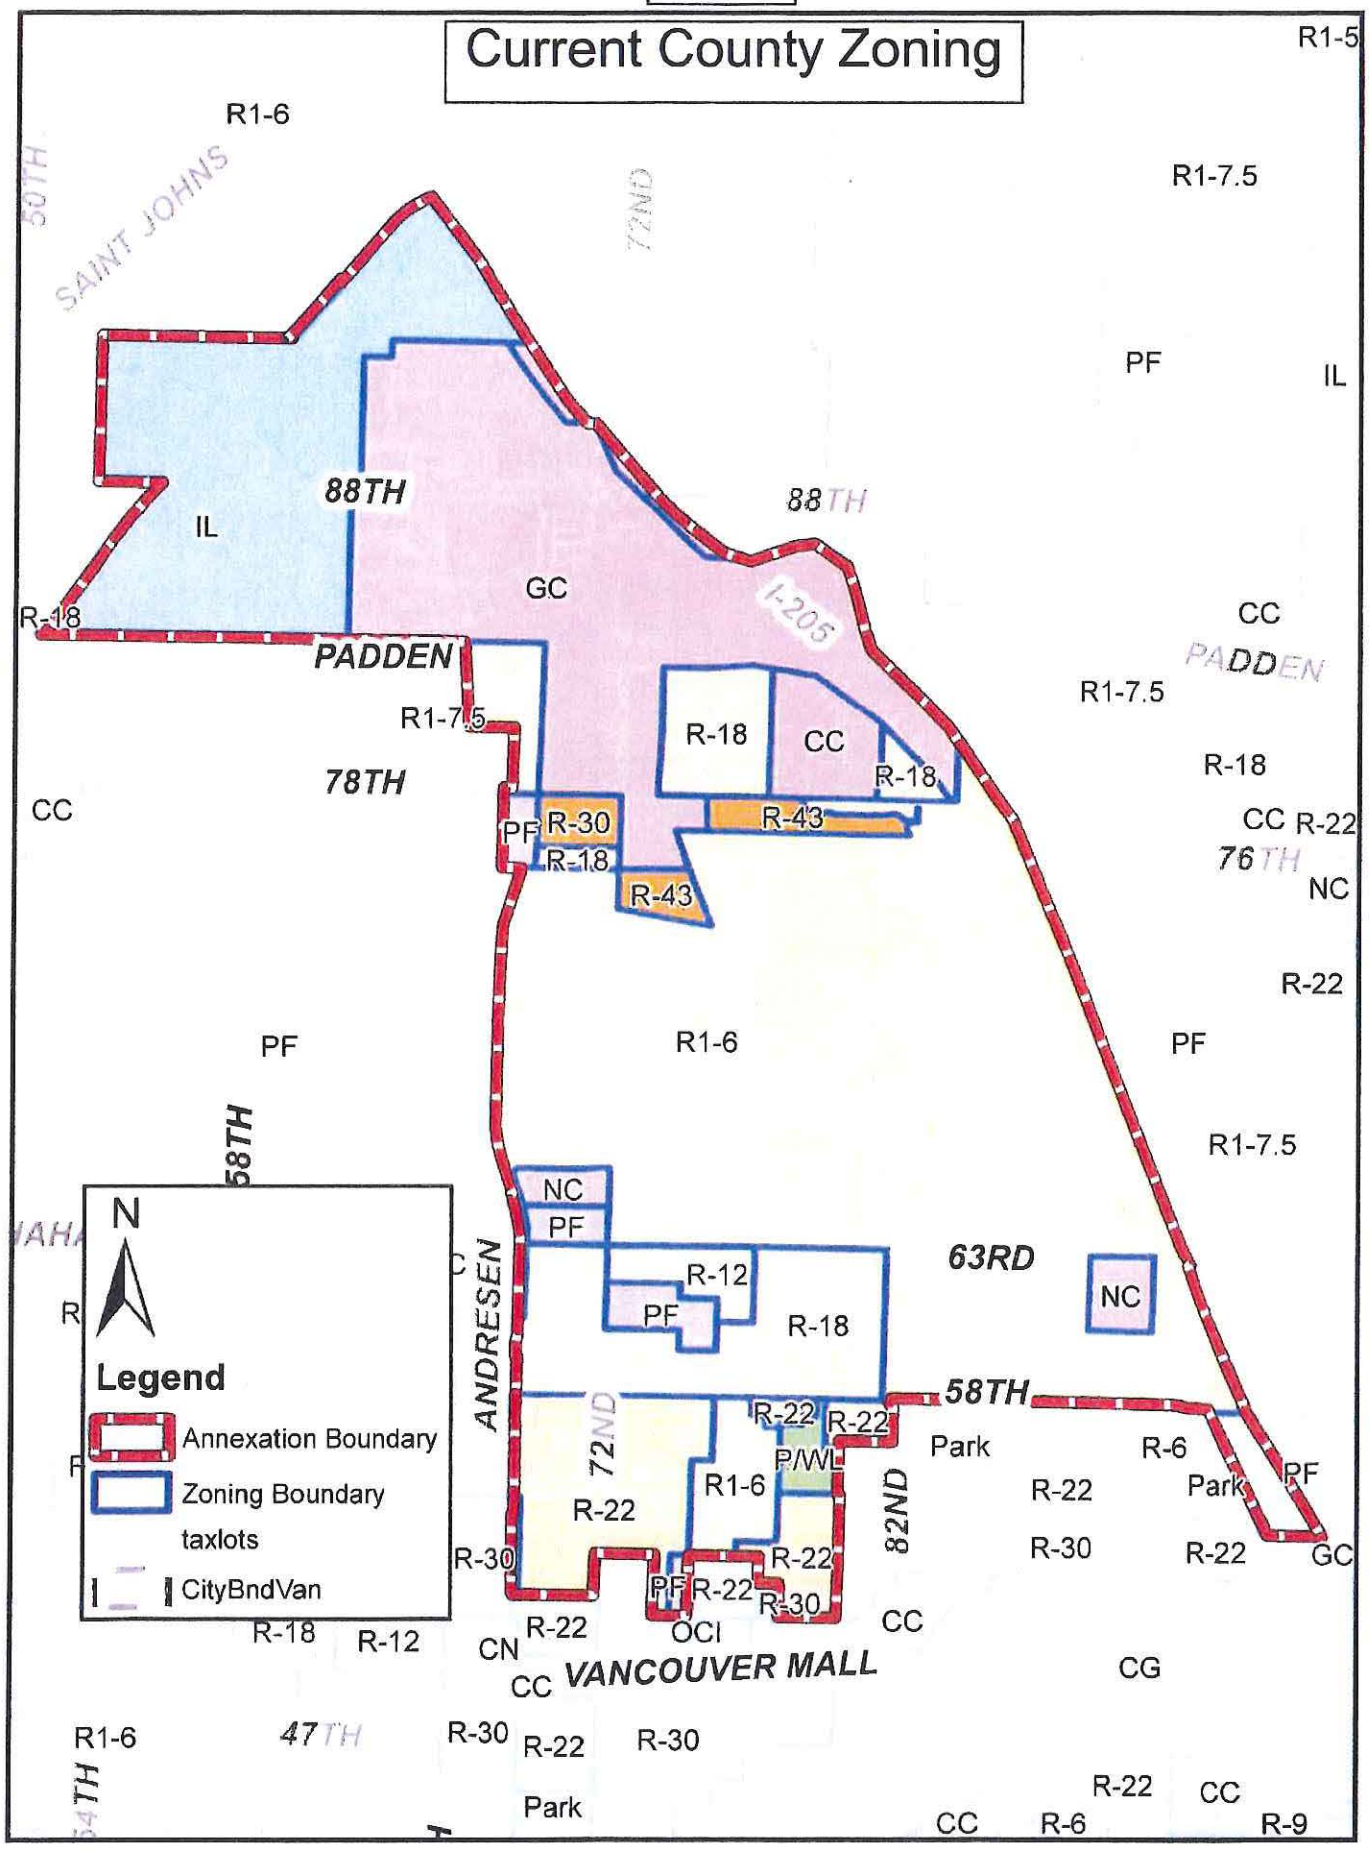 Current County Zoning
R1-5
R1-6
50TH
SAINT JOHNS
72ND
R1-7.5
PF
IL
88TH
88TH
IL
GC
I-205
CC
R-18
PADDEN
PADDEN
R1-7.5
R1-7.5
R-18
CC
R-18
R-18
78TH
CC
PF
R-30
R-43
CC
R-22
R-18
76TH
R-43
NC
R-22
R1-6
PF
PF
58TH
R1-7.5
NC
PF
63RD
R-12
NC
PF
R-18
ANDRESEN
58TH
72ND
R-22
R-22
P/WL
Park
R-6
R1-6
Park
PF
R-22
R-22
82ND
R-30
R-22
R-30
R-22
GC
PF
R-22
R-30
N
Legend
Annexation Boundary
Zoning Boundary
taxlots
CityBndVan
R-18
R-12
R-22
OCI
CC
CN
VANCOUVER MALL
CC
CG
R1-6
47TH
R-30
R-22
R-30
R-22
CC
Park
CC
R-6
R-9